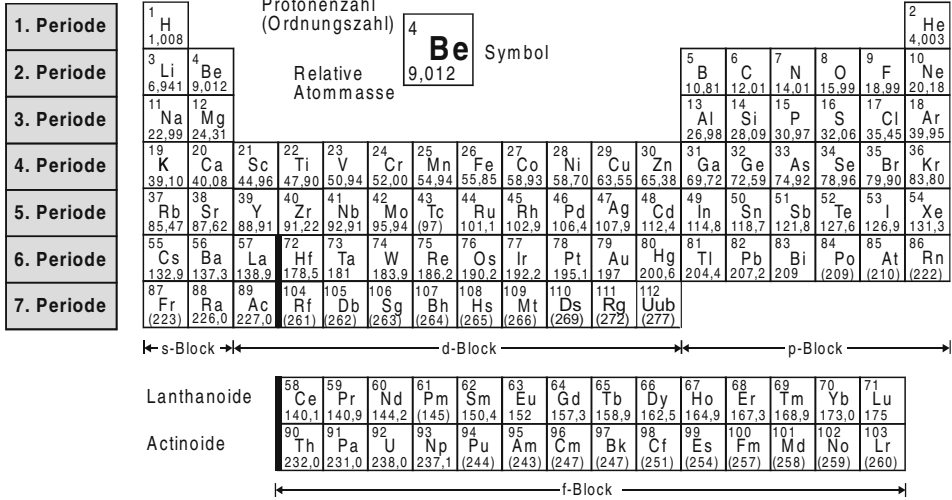 Protonenzahl
(Ordnungszahl)
4
Be
9,012
Symbol
Relative
Atommasse
1. Periode
1 H 1,008
2 He 4,003
2. Periode
3 Li 6,941
4 Be 9,012
5 B 10,81
6 C 12,01
7 N 14,01
8 O 15,99
9 F 18,99
10 Ne 20,18
3. Periode
11 Na 22,99
12 Mg 24,31
13 Al 26,98
14 Si 28,09
15 P 30,97
16 S 32,06
17 Cl 35,45
18 Ar 39,95
4. Periode
19 K 39,10
20 Ca 40,08
21 Sc 44,96
22 Ti 47,90
23 V 50,94
24 Cr 52,00
25 Mn 54,94
26 Fe 55,85
27 Co 58,93
28 Ni 58,70
29 Cu 63,55
30 Zn 65,38
31 Ga 69,72
32 Ge 72,59
33 As 74,92
34 Se 78,96
35 Br 79,90
36 Kr 83,80
5. Periode
37 Rb 85,47
38 Sr 87,62
39 Y 88,91
40 Zr 91,22
41 Nb 92,91
42 Mo 95,94
43 Tc (97)
44 Ru 101,1
45 Rh 102,9
46 Pd 106,4
47 Ag 107,9
48 Cd 112,4
49 In 114,8
50 Sn 118,7
51 Sb 121,8
52 Te 127,6
53 I 126,9
54 Xe 131,3
6. Periode
55 Cs 132,9
56 Ba 137,3
57 La 138,9
72 Hf 178,5
73 Ta 181
74 W 183,9
75 Re 186,2
76 Os 190,2
77 Ir 192,2
78 Pt 195,1
79 Au 197
80 Hg 200,6
81 Tl 204,4
82 Pb 207,2
83 Bi 209
84 Po (209)
85 At (210)
86 Rn (222)
7. Periode
87 Fr (223)
88 Ra 226,0
89 Ac 227,0
104 Rf (261)
105 Db (262)
106 Sg (263)
107 Bh (264)
108 Hs (265)
109 Mt (266)
110 Ds (269)
111 Rg (272)
112 Uub (277)
s-Block
d-Block
p-Block
Lanthanoide
58 Ce 140,1
59 Pr 140,9
60 Nd 144,2
61 Pm (145)
62 Sm 150,4
63 Eu 152
64 Gd 157,3
65 Tb 158,9
66 Dy 162,5
67 Ho 164,9
68 Er 167,3
69 Tm 168,9
70 Yb 173,0
71 Lu 175
Actinoide
90 Th 232,0
91 Pa 231,0
92 U 238,0
93 Np 237,1
94 Pu (244)
95 Am (243)
96 Cm (247)
97 Bk (247)
98 Cf (251)
99 Es (254)
100 Fm (257)
101 Md (258)
102 No (259)
103 Lr (260)
f-Block